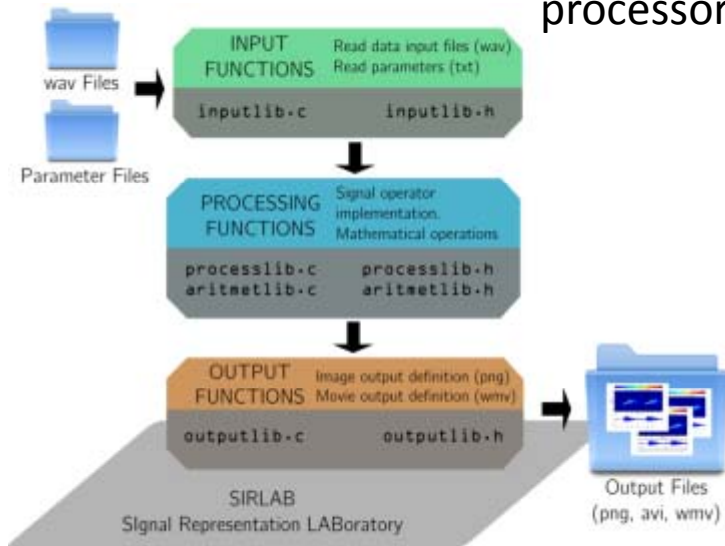 processor
wav Files
Parameter Files
INPUT
FUNCTIONS
Read data input files (wav)
Read parameters (txt)
inputlib.c inputlib.h
PROCESSING
FUNCTIONS
Signal operator
implementation.
Mathematical operations
processlib.c processlib.h
aritmetlib.c aritmetlib.h
OUTPUT
FUNCTIONS
Image output definition (png)
Movie output definition (wmv)
outputlib.c outputlib.h
SIRLAB
SIgnal Representation LABoratory
Output Files
(png, avi, wmv)